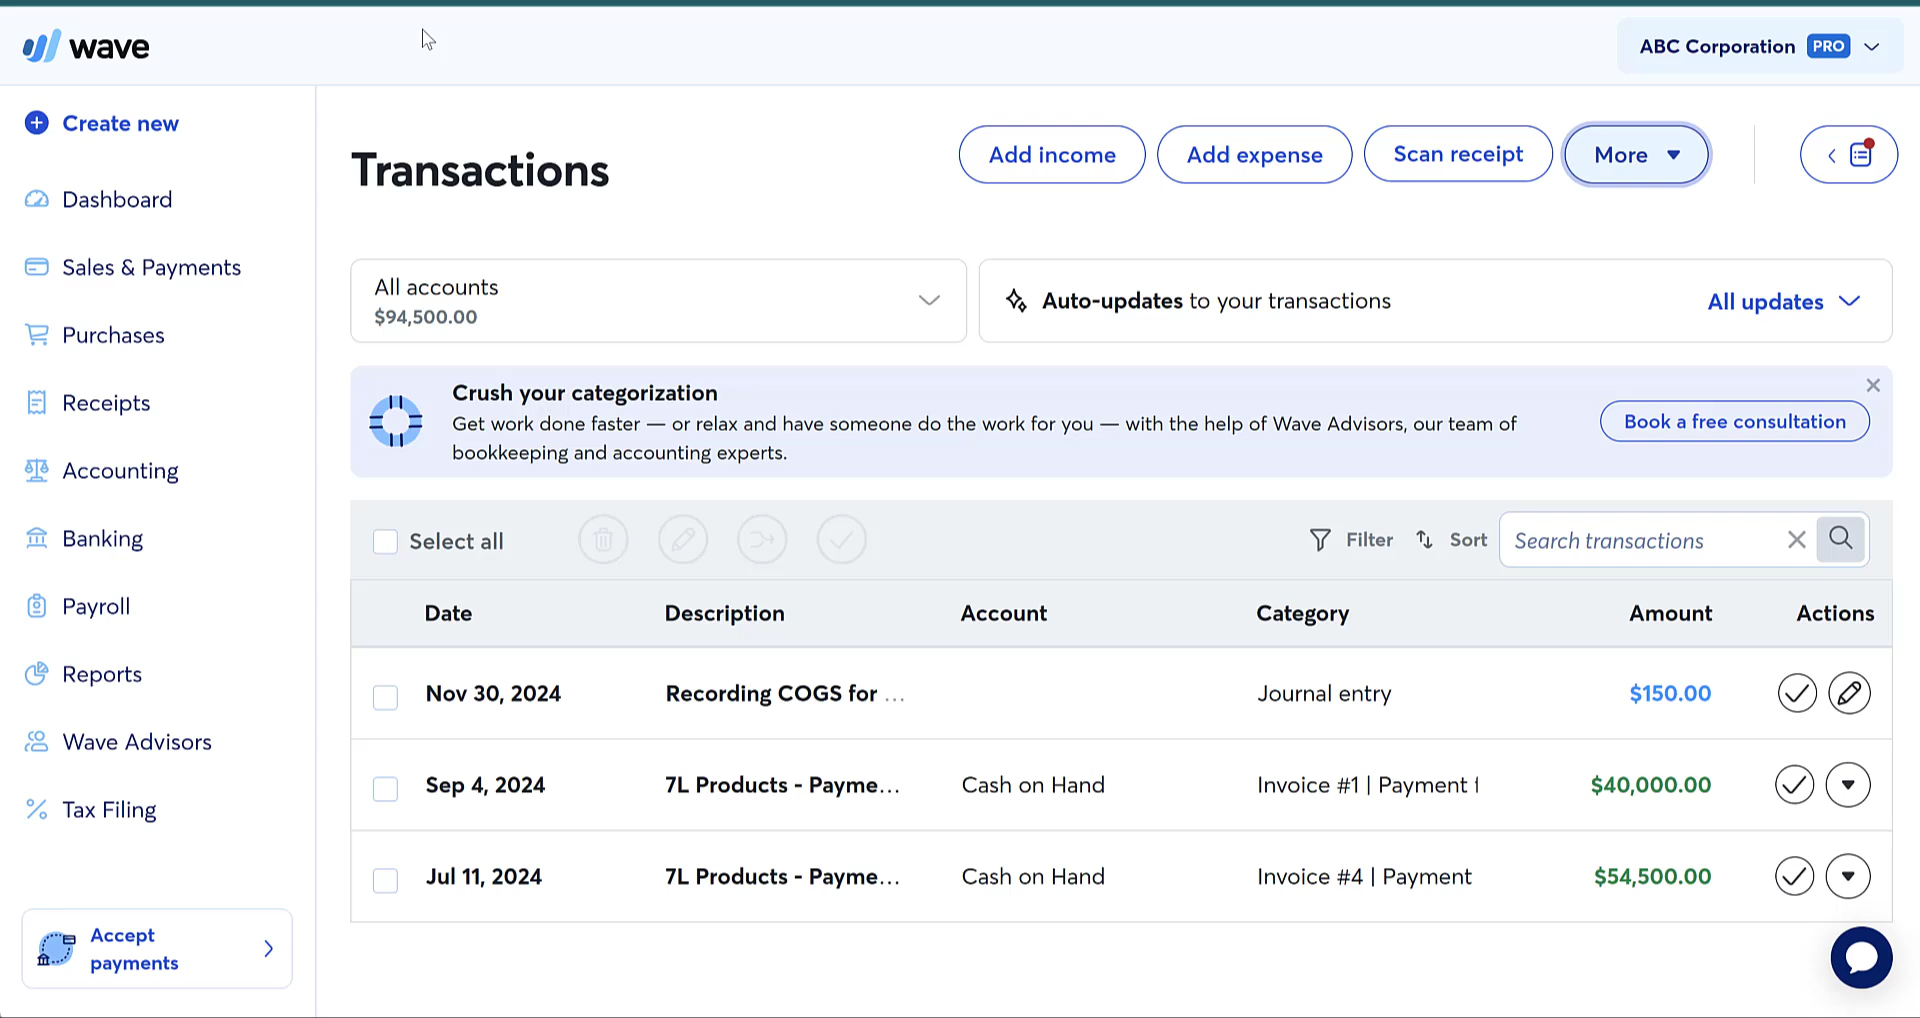 wave
ABC Corporation PRO
Create new
Dashboard
Sales & Payments
Purchases
Receipts
Accounting
Banking
Payroll
Reports
Wave Advisors
Tax Filing
Accept
payments
Transactions
Add income
Add expense
Scan receipt
More
All accounts
$94,500.00
Auto-updates to your transactions
All updates
Crush your categorization
Get work done faster — or relax and have someone do the work for you — with the help of Wave Advisors, our team of
bookkeeping and accounting experts.
Book a free consultation
Select all
Filter
Sort
Search transactions
Date Description Account Category Amount Actions
Nov 30, 2024 Recording COGS for ... Journal entry $150.00
Sep 4, 2024 7L Products - Payme... Cash on Hand Invoice #1 | Payment $40,000.00
Jul 11, 2024 7L Products - Payme... Cash on Hand Invoice #4 | Payment $54,500.00